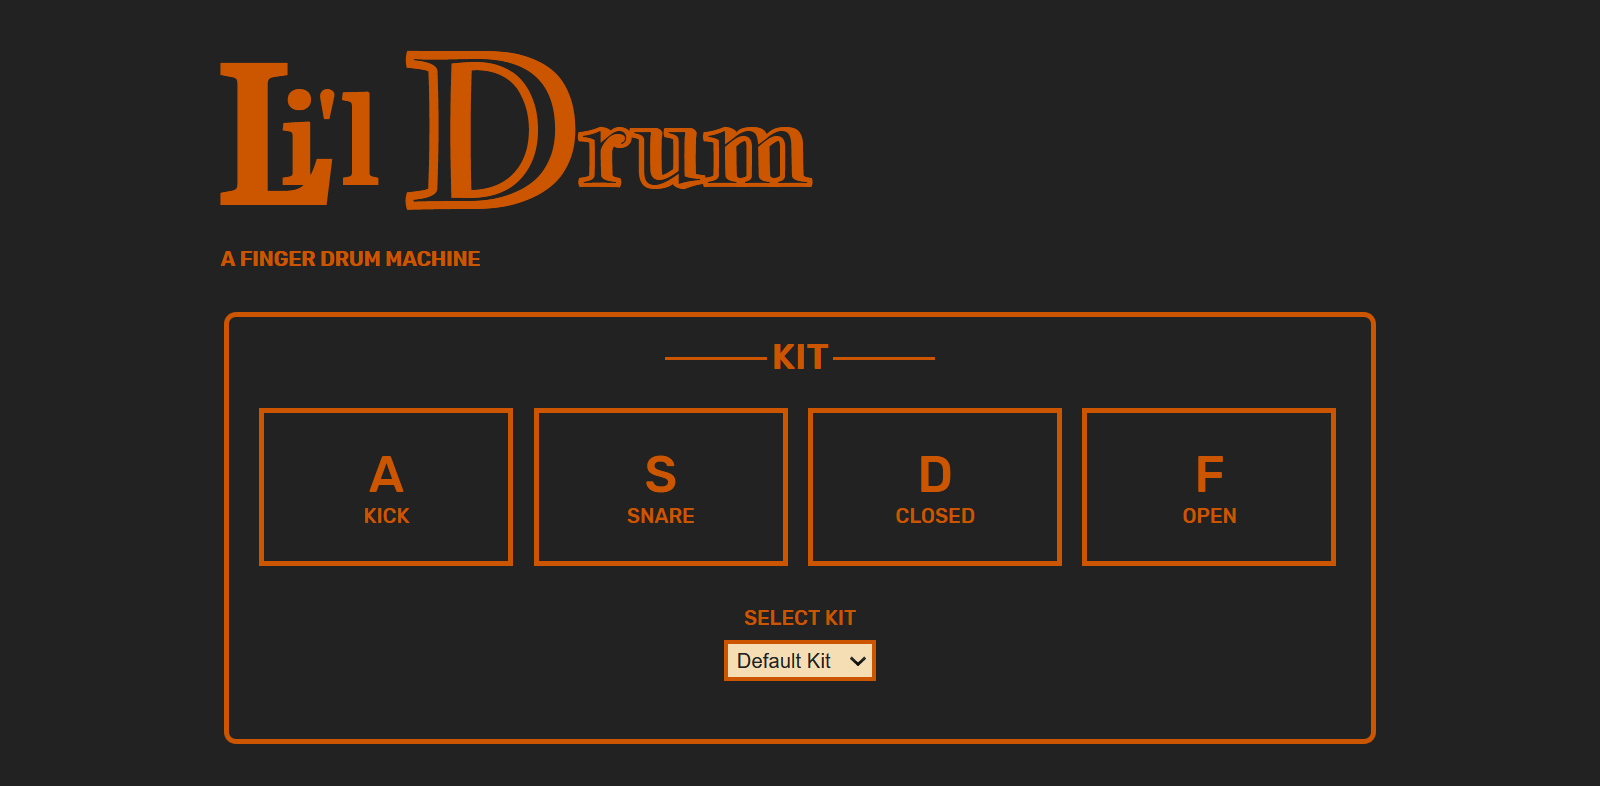 Li'l Drum
A FINGER DRUM MACHINE
KIT
A S D F
KICK SNARE CLOSED OPEN
SELECT KIT
Default Kit